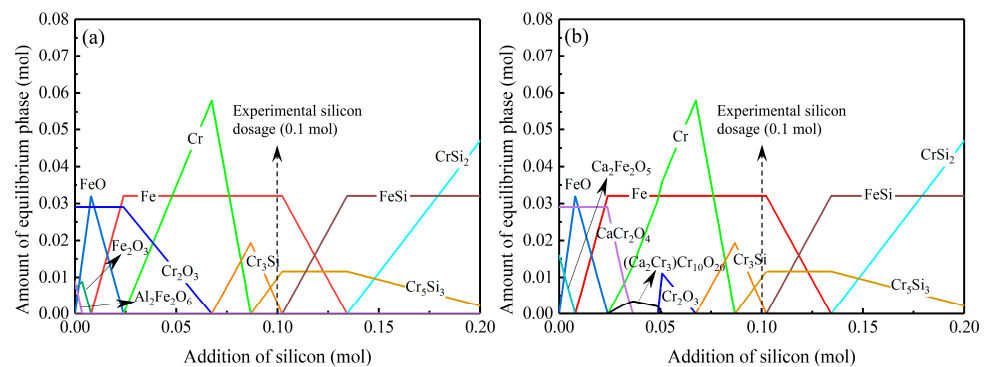 (a)
Amount of equilibrium phase (mol)
0.08
0.07
0.06
0.05
0.04
0.03
0.02
0.01
0.00
Experimental silicon
dosage (0.1 mol)
Cr
CrSi₂
FeO
Fe
FeSi
Fe₂O₃
Cr₂O₃
Cr₃Si
Al₂Fe₂O₆
Cr₅Si₃
0.00
0.05
0.10
0.15
0.20
Addition of silicon (mol)
(b)
Amount of equilibrium phase (mol)
0.08
0.07
0.06
0.05
0.04
0.03
0.02
0.01
0.00
Experimental silicon
dosage (0.1 mol)
Cr
CrSi₂
Ca₂Fe₂O₅
FeO
Fe
FeSi
CaCr₂O₄
(Ca₂Cr₃)Cr₁₀O₂₀
Cr₃Si
Cr₂O₃
Cr₅Si₃
0.00
0.05
0.10
0.15
0.20
Addition of silicon (mol)